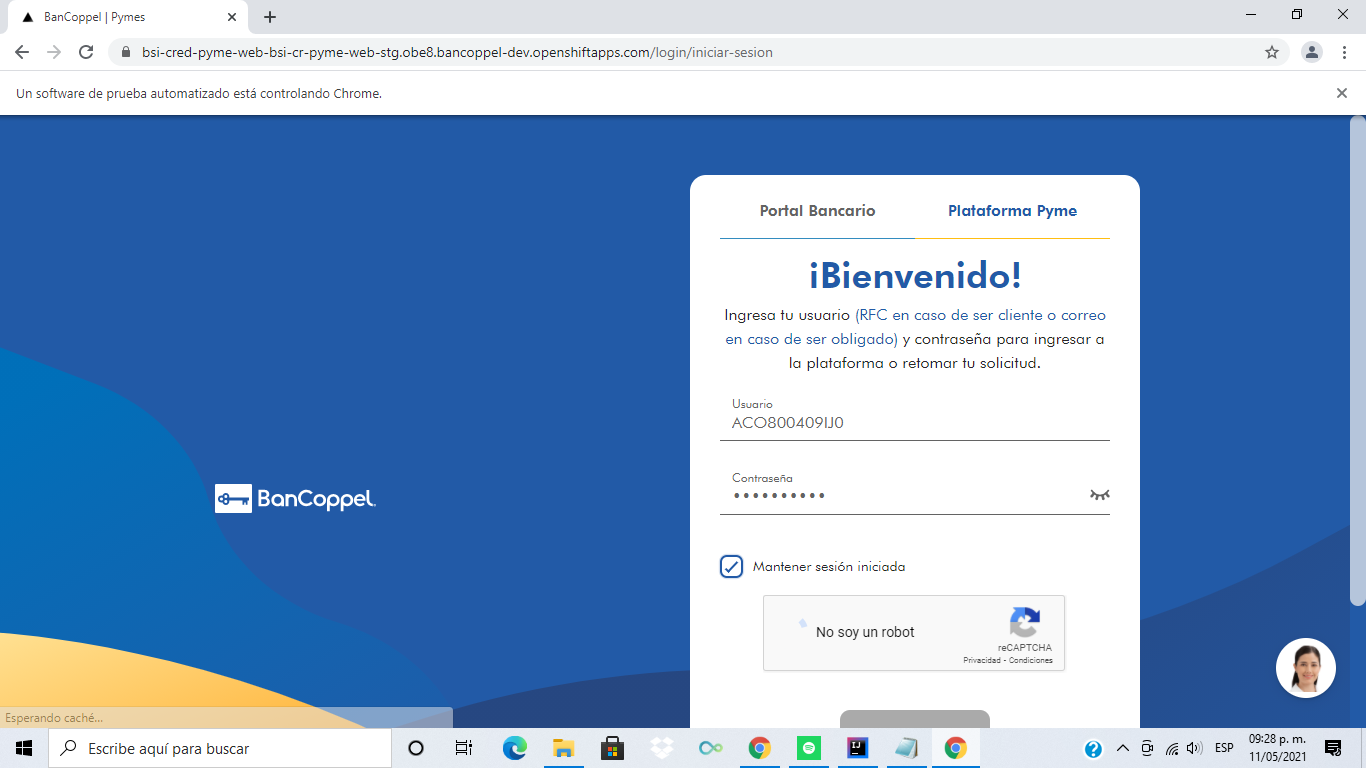 BanCoppel | Pymes
bsi-cred-pyme-web-bsi-cr-pyme-web-stg.obe8.bancoppel-dev.openshiftapps.com/login/iniciar-sesion
Un software de prueba automatizado está controlando Chrome.
Portal Bancario
Plataforma Pyme
¡Bienvenido!
Ingresa tu usuario (RFC en caso de ser cliente o correo
en caso de ser obligado) y contraseña para ingresar a
la plataforma o retomar tu solicitud.
Usuario
ACO800409IJ0
Contraseña
BanCoppel
Mantener sesión iniciada
No soy un robot
reCAPTCHA
Privacidad - Condiciones
Esperando caché...
Escribe aquí para buscar
IJ
ESP
09:28 p. m.
11/05/2021